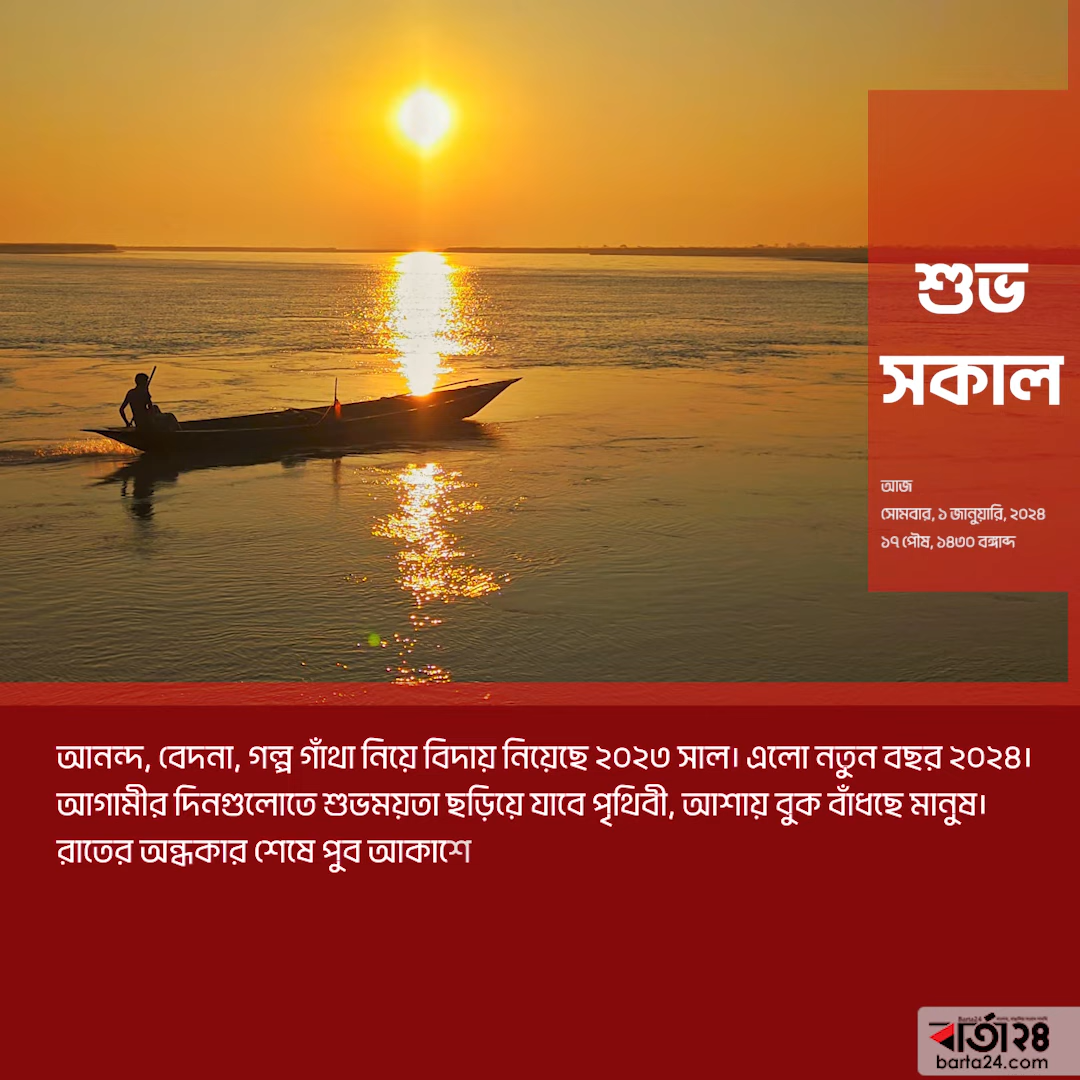 শুভ
সকাল
আজ
সোমবার, ১ জানুয়ারি, ২০২৪
১৭ পৌষ, ১৪৩০ বঙ্গাব্দ
আনন্দ, বেদনা, গল্প গাঁথা নিয়ে বিদায় নিয়েছে ২০২৩ সাল। এলো নতুন বছর ২০২৪।
আগামীর দিনগুলোতে শুভময়তা ছড়িয়ে যাবে পৃথিবী, আশায় বুক বাঁধছে মানুষ।
রাতের অন্ধকার শেষে পুব আকাশে
Barta24
বার্তা২৪
barta24.com